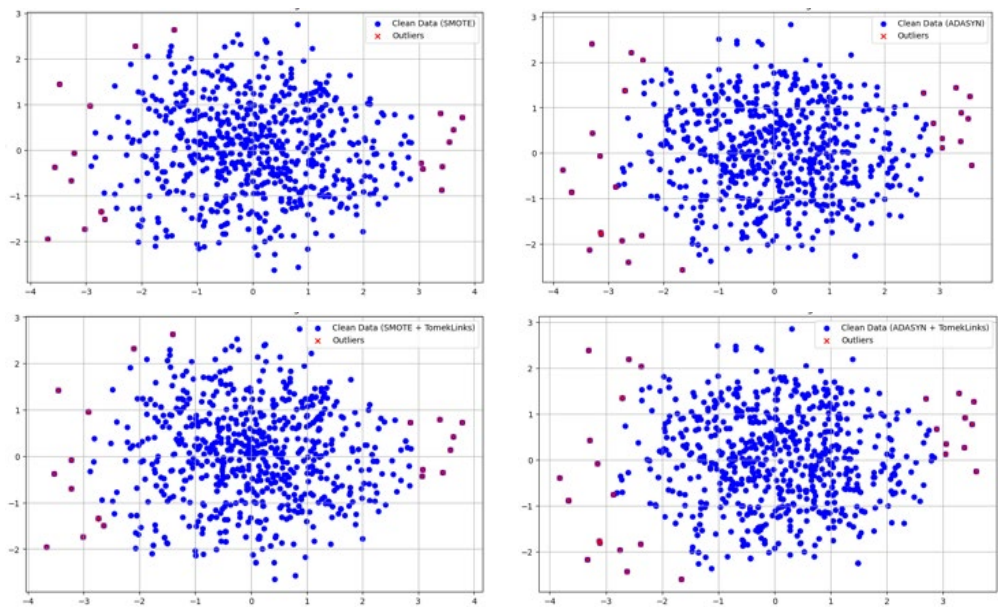 Clean Data (SMOTE)
Outliers
3
2
1
0
−1
−2
−4 −3 −2 −1 0 1 2 3 4
Clean Data (ADASYN)
Outliers
3
2
1
0
−1
−2
−4 −3 −2 −1 0 1 2 3
Clean Data (SMOTE + TomekLinks)
Outliers
3
2
1
0
−1
−2
−4 −3 −2 −1 0 1 2 3 4
Clean Data (ADASYN + TomekLinks)
Outliers
3
2
1
0
−1
−2
−4 −3 −2 −1 0 1 2 3